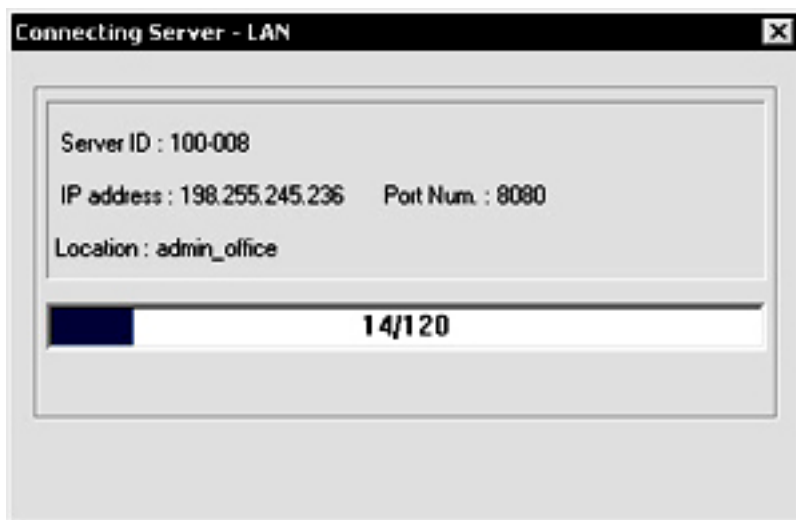 Connecting Server - LAN
Server ID : 100-008
IP address : 198.255.245.236 Port Num. : 8080
Location : admin_office
14/120